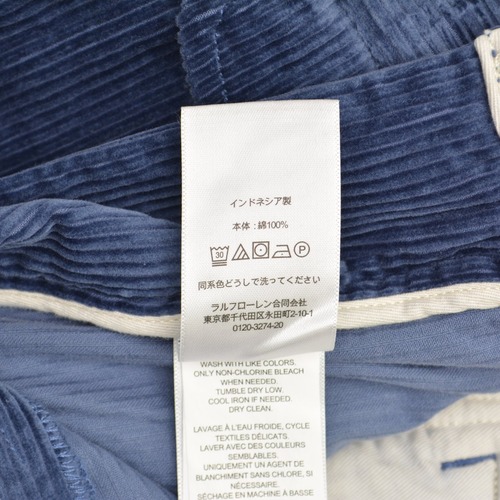 インドネシア製
本体 : 綿100%
30 P
同系色どうしで洗ってください
ラルフローレン合同会社
東京都千代田区永田町2-10-1
0120-3274-20
WASH WITH LIKE COLORS.
ONLY NON-CHLORINE BLEACH
WHEN NEEDED.
TUMBLE DRY LOW.
COOL IRON IF NEEDED.
DRY CLEAN.
LAVAGE À L'EAU FROIDE, CYCLE
TEXTILES DÉLICATS.
LAVER AVEC DES COULEURS
SEMBLABLES.
UNIQUEMENT UN AGENT DE
BLANCHIMENT SANS CHLORE, SI
NÉCESSAIRE.
SÉCHAGE EN MACHINE À BASSE